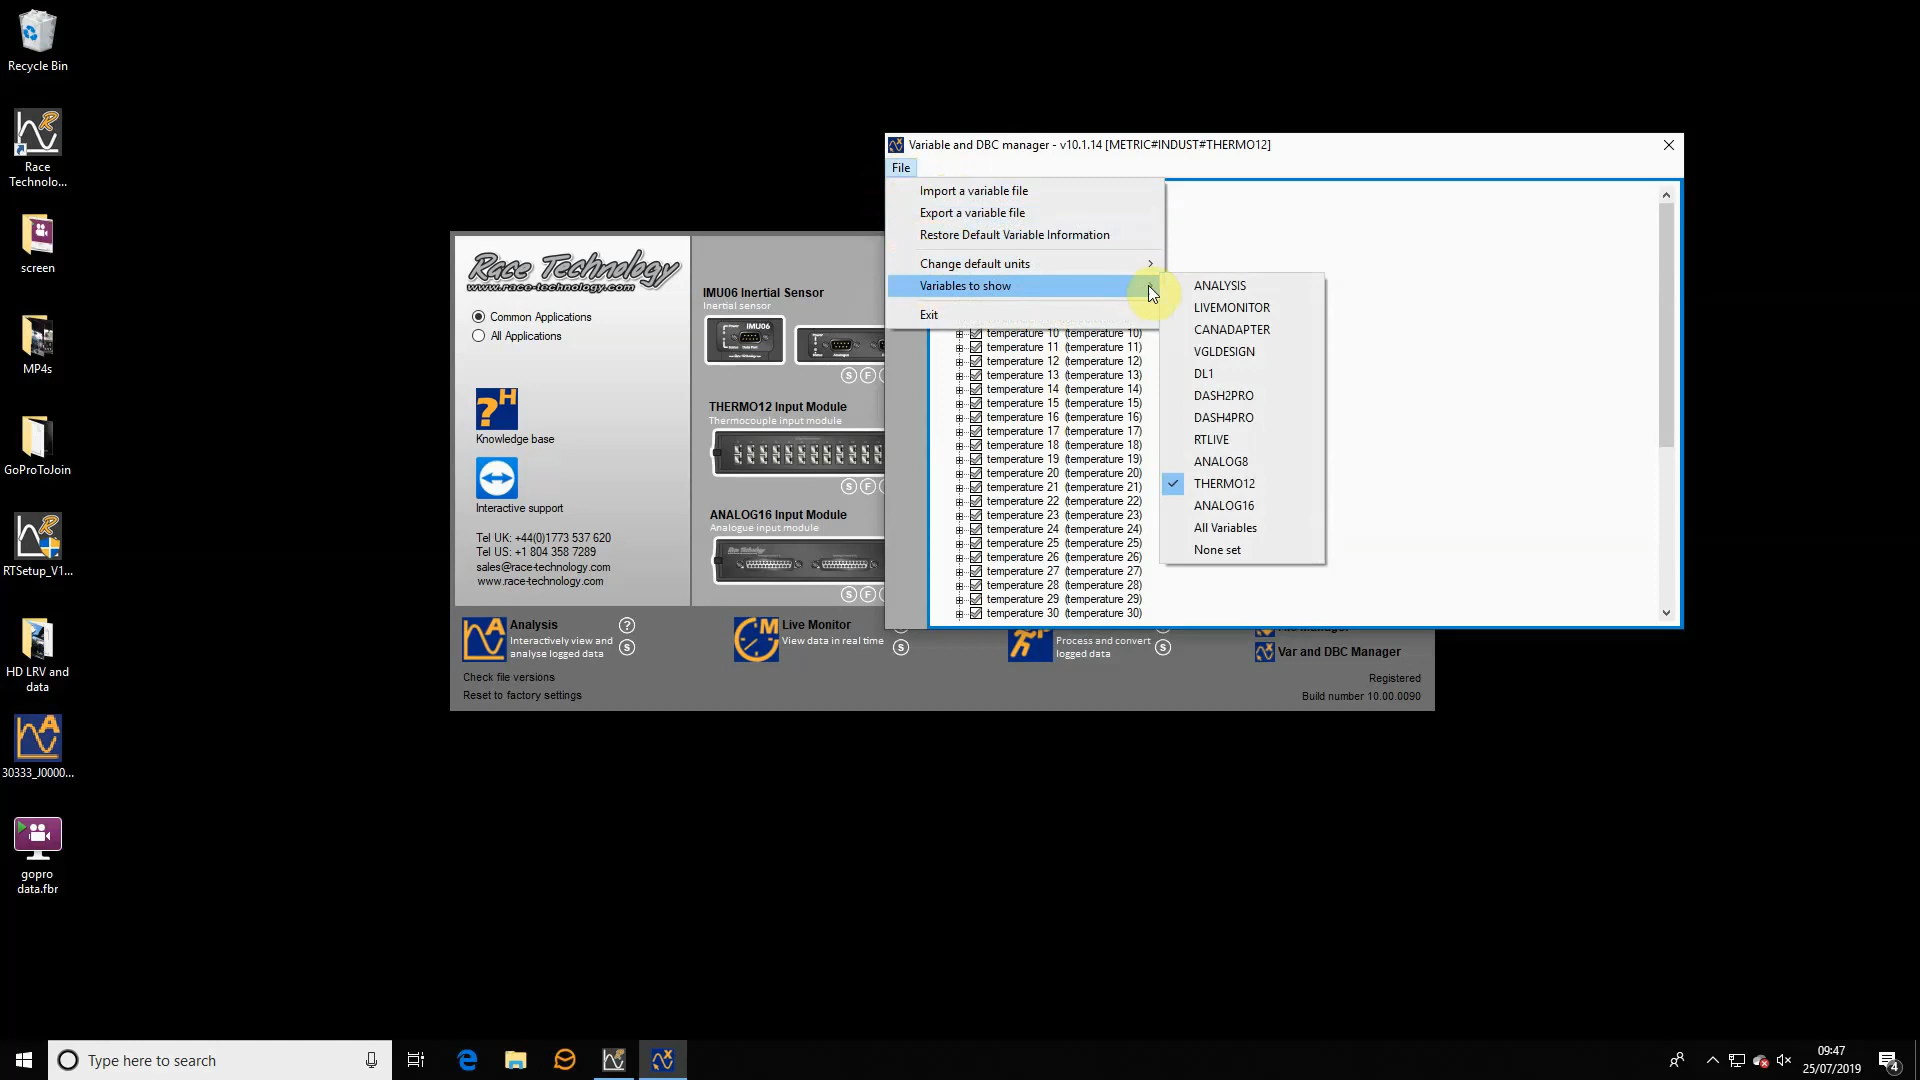 Recycle Bin
Race
Technolo...
screen
MP4s
GoProToJoin
RTSetup_V1...
HD LRV and
data
30333_J0000...
gopro
data.fbr
Variable and DBC manager - v10.1.14 [METRIC#INDUST#THERMO12]
File
Import a variable file
Export a variable file
Restore Default Variable Information
Change default units
Variables to show
Exit
ANALYSIS
LIVEMONITOR
CANADAPTER
VGLDESIGN
DL1
DASH2PRO
DASH4PRO
RTLIVE
ANALOG8
THERMO12
ANALOG16
All Variables
None set
temperature 10 (temperature 10)
temperature 11 (temperature 11)
temperature 12 (temperature 12)
temperature 13 (temperature 13)
temperature 14 (temperature 14)
temperature 15 (temperature 15)
temperature 16 (temperature 16)
temperature 17 (temperature 17)
temperature 18 (temperature 18)
temperature 19 (temperature 19)
temperature 20 (temperature 20)
temperature 21 (temperature 21)
temperature 22 (temperature 22)
temperature 23 (temperature 23)
temperature 24 (temperature 24)
temperature 25 (temperature 25)
temperature 26 (temperature 26)
temperature 27 (temperature 27)
temperature 28 (temperature 28)
temperature 29 (temperature 29)
temperature 30 (temperature 30)
Race Technology
www.race-technology.com
Common Applications
All Applications
Knowledge base
Interactive support
Tel UK: +44(0)1773 537 620
Tel US: +1 804 358 7289
sales@race-technology.com
www.race-technology.com
IMU06 Inertial Sensor
Inertial sensor
IMU06
S F
THERMO12 Input Module
Thermocouple input module
S F
ANALOG16 Input Module
Analogue input module
S F
Analysis ?
Interactively view and
analyse logged data S
Live Monitor
View data in real time
S
Process and convert
logged data S
Var and DBC Manager
Check file versions
Reset to factory settings
Registered
Build number 10.00.0090
Type here to search
09:47
25/07/2019
4